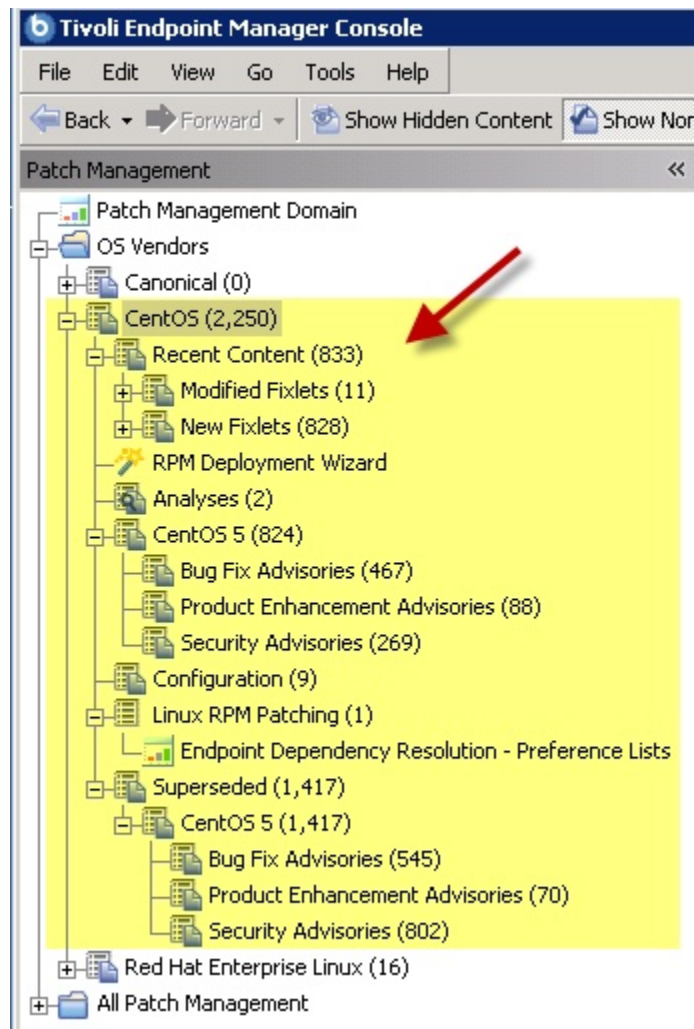 Tivoli Endpoint Manager Console
File Edit View Go Tools Help
Back Forward Show Hidden Content Show Nor
Patch Management «
Patch Management Domain
OS Vendors
Canonical (0)
CentOS (2,250)
Recent Content (833)
Modified Fixlets (11)
New Fixlets (828)
RPM Deployment Wizard
Analyses (2)
CentOS 5 (824)
Bug Fix Advisories (467)
Product Enhancement Advisories (88)
Security Advisories (269)
Configuration (9)
Linux RPM Patching (1)
Endpoint Dependency Resolution - Preference Lists
Superseded (1,417)
CentOS 5 (1,417)
Bug Fix Advisories (545)
Product Enhancement Advisories (70)
Security Advisories (802)
Red Hat Enterprise Linux (16)
All Patch Management